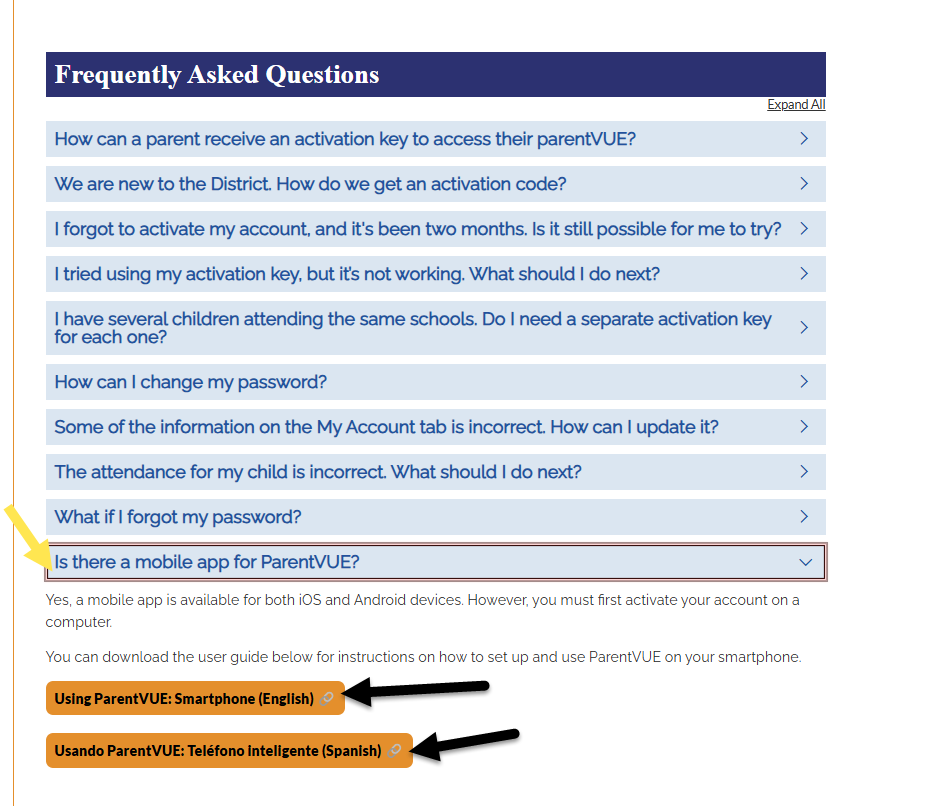 Frequently Asked Questions
Expand All
How can a parent receive an activation key to access their parentVUE?
We are new to the District. How do we get an activation code?
I forgot to activate my account, and it's been two months. Is it still possible for me to try?
I tried using my activation key, but it's not working. What should I do next?
I have several children attending the same schools. Do I need a separate activation key
for each one?
How can I change my password?
Some of the information on the My Account tab is incorrect. How can I update it?
The attendance for my child is incorrect. What should I do next?
What if I forgot my password?
Is there a mobile app for ParentVUE?
Yes, a mobile app is available for both iOS and Android devices. However, you must first activate your account on a
computer.
You can download the user guide below for instructions on how to set up and use ParentVUE on your smartphone.
Using ParentVUE: Smartphone (English)
Usando ParentVUE: Teléfono Inteligente (Spanish)